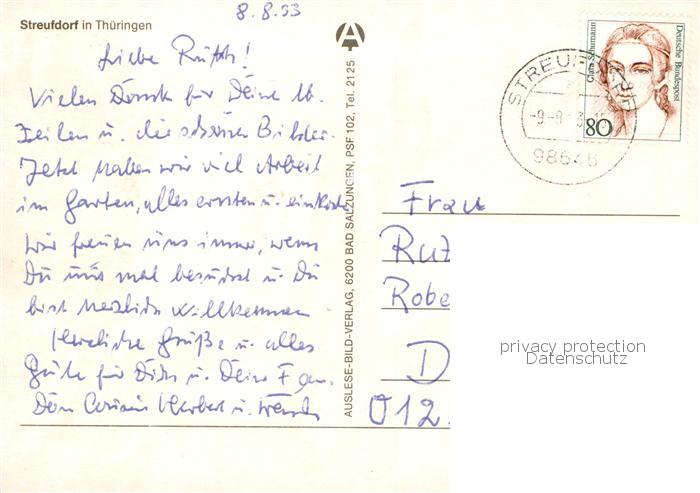 8.8.93
Streufdorf in Thüringen
Liebe Ruth!
Vielen Dank für Deine lb.
Zeilen u. die schönen Bilder.
Jetzt haben wir viel Arbeit
im Garten, alles ernten u. einkochen
Wir freuen uns immer, wenn
Du uns mal besuchst u. Du
bist herzlich willkommen
Herzliche Grüße u. alles
Gute für Dich u. Deine Fam.
Dein Cousin Herbert u.
AUSLESE-BILD-VERLAG, 6200 BAD SALZUNGEN, PSF 102, Tel. 2125
Clara Schumann
Deutsche Bundespost
80
STREUFDORF
98646
Frau
Robe
D
012
privacy protection
Datenschutz